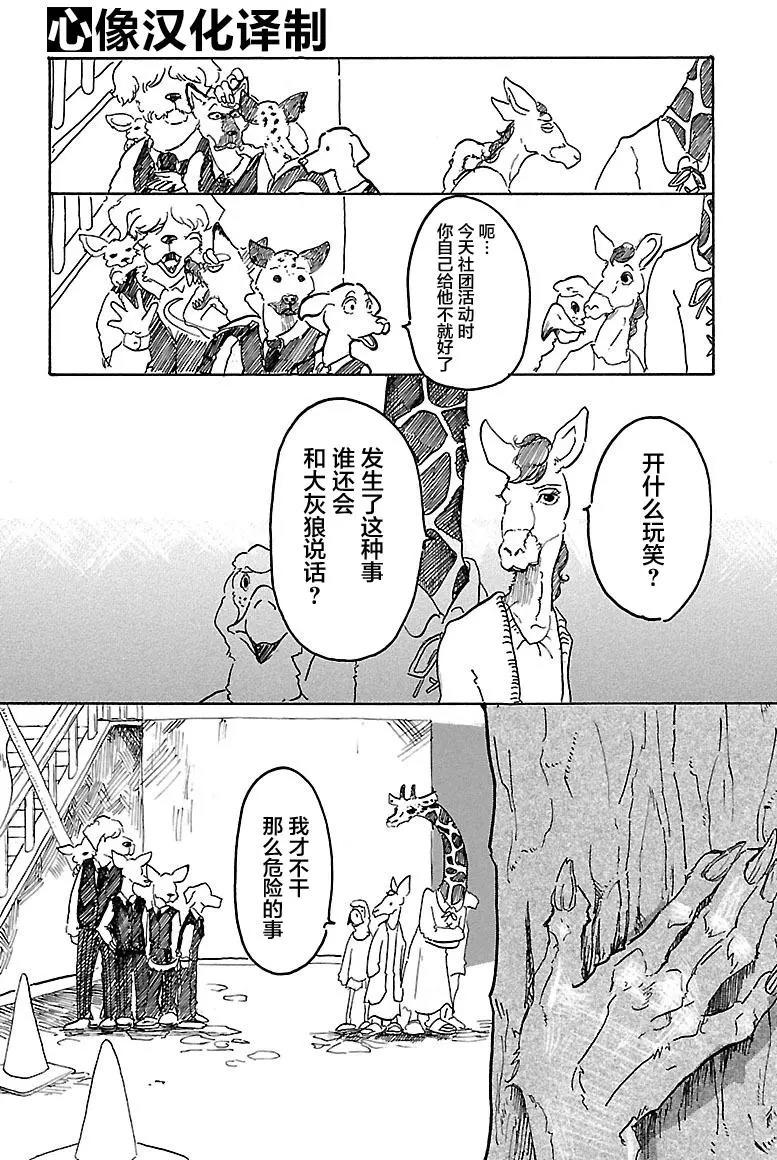 心像汉化译制
呃…
今天社团活动时
你自己给他不就好了
开什么玩笑？
发生了这种事
谁还会
和大灰狼说话？
我才不干
那么危险的事